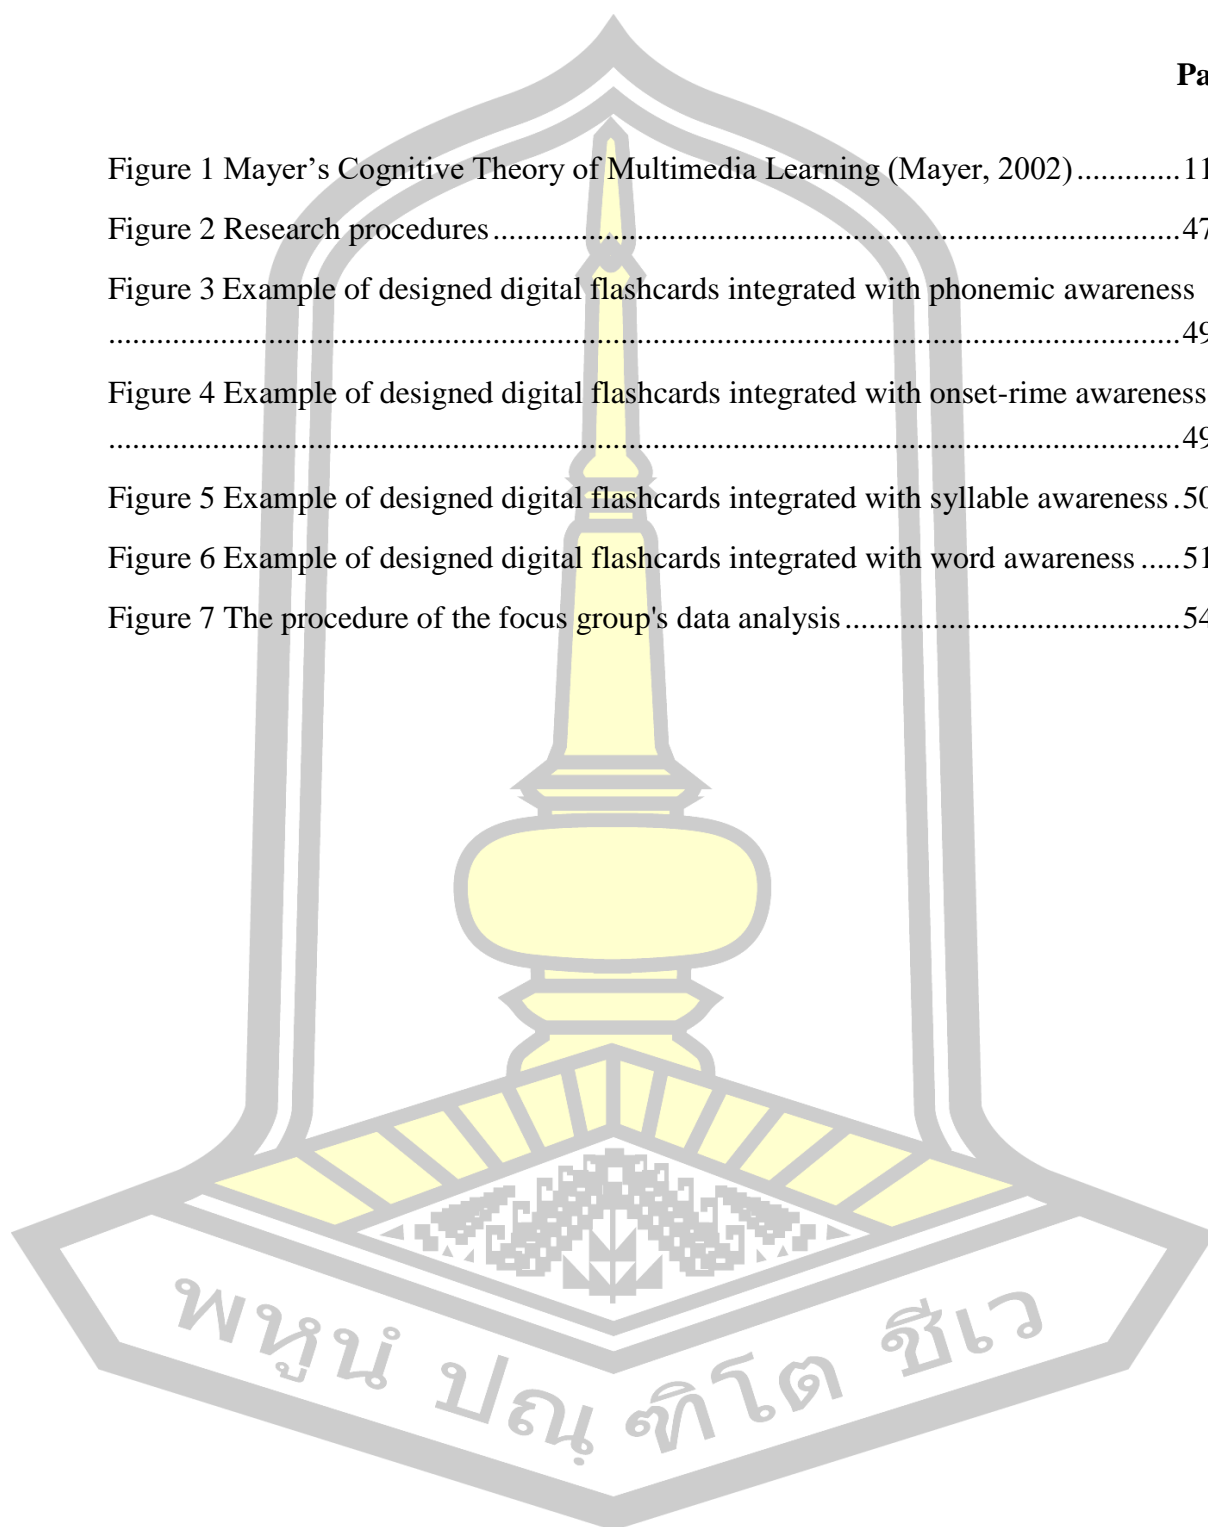 Pa
Figure 1 Mayer’s Cognitive Theory of Multimedia Learning (Mayer, 2002).............11
Figure 2 Research procedures.....................................................................................47
Figure 3 Example of designed digital flashcards integrated with phonemic awareness
.....................................................................................................................................49
Figure 4 Example of designed digital flashcards integrated with onset-rime awareness
.....................................................................................................................................49
Figure 5 Example of designed digital flashcards integrated with syllable awareness.50
Figure 6 Example of designed digital flashcards integrated with word awareness.....51
Figure 7 The procedure of the focus group's data analysis.........................................54
พหูนํ ปณฺฑิโต ชีเว